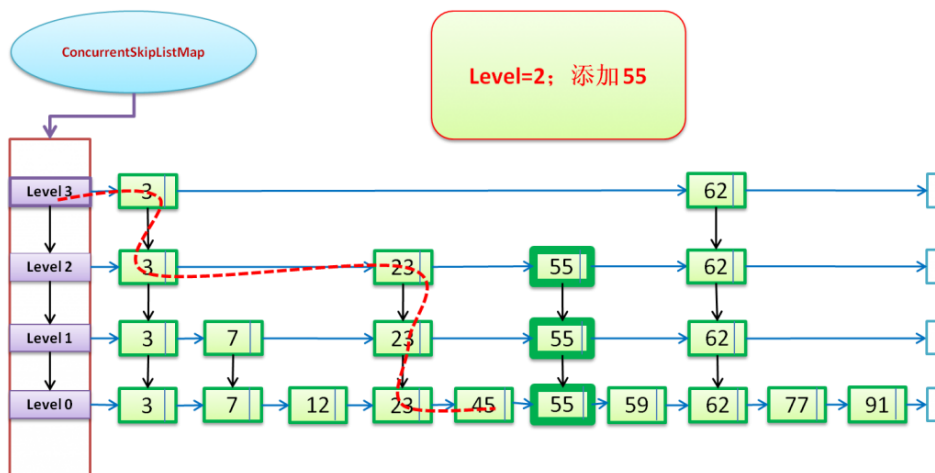 ConcurrentSkipListMap
Level=2；添加55
Level 3 3 62
Level 2 3 23 55 62
Level 1 3 7 23 55 62
Level 0 3 7 12 23 45 55 59 62 77 91